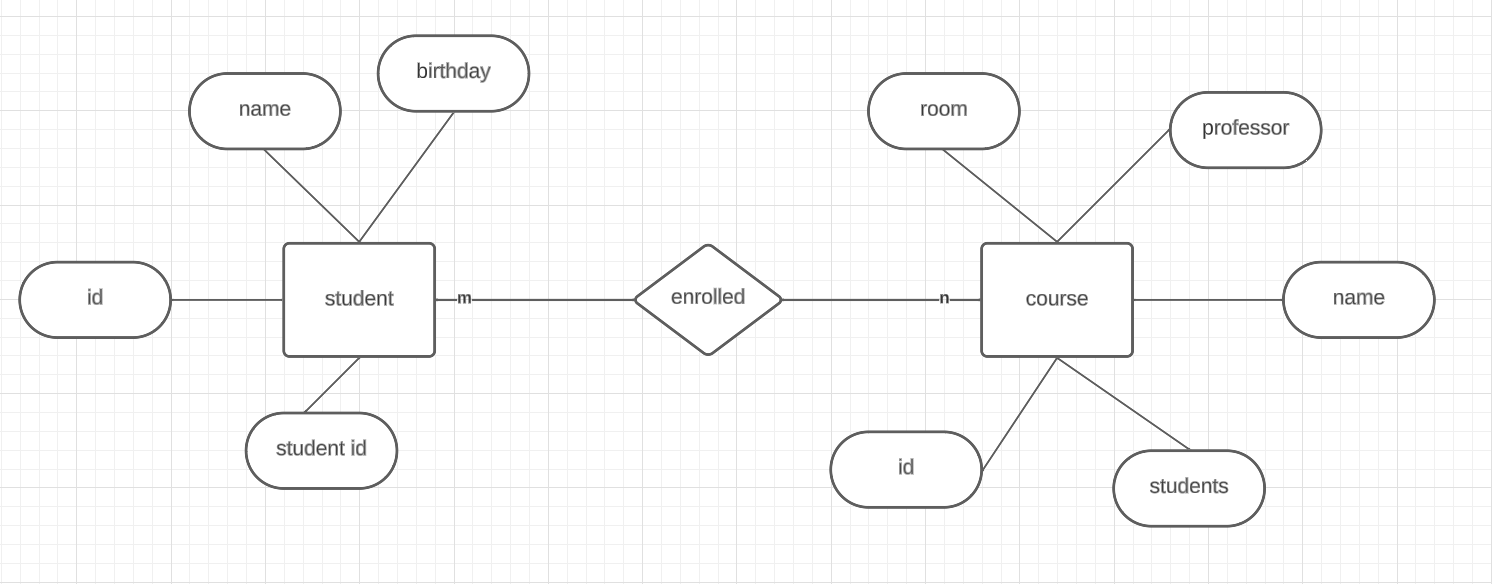 birthday
name
room
professor
id
student
m
enrolled
n
course
name
student id
id
students